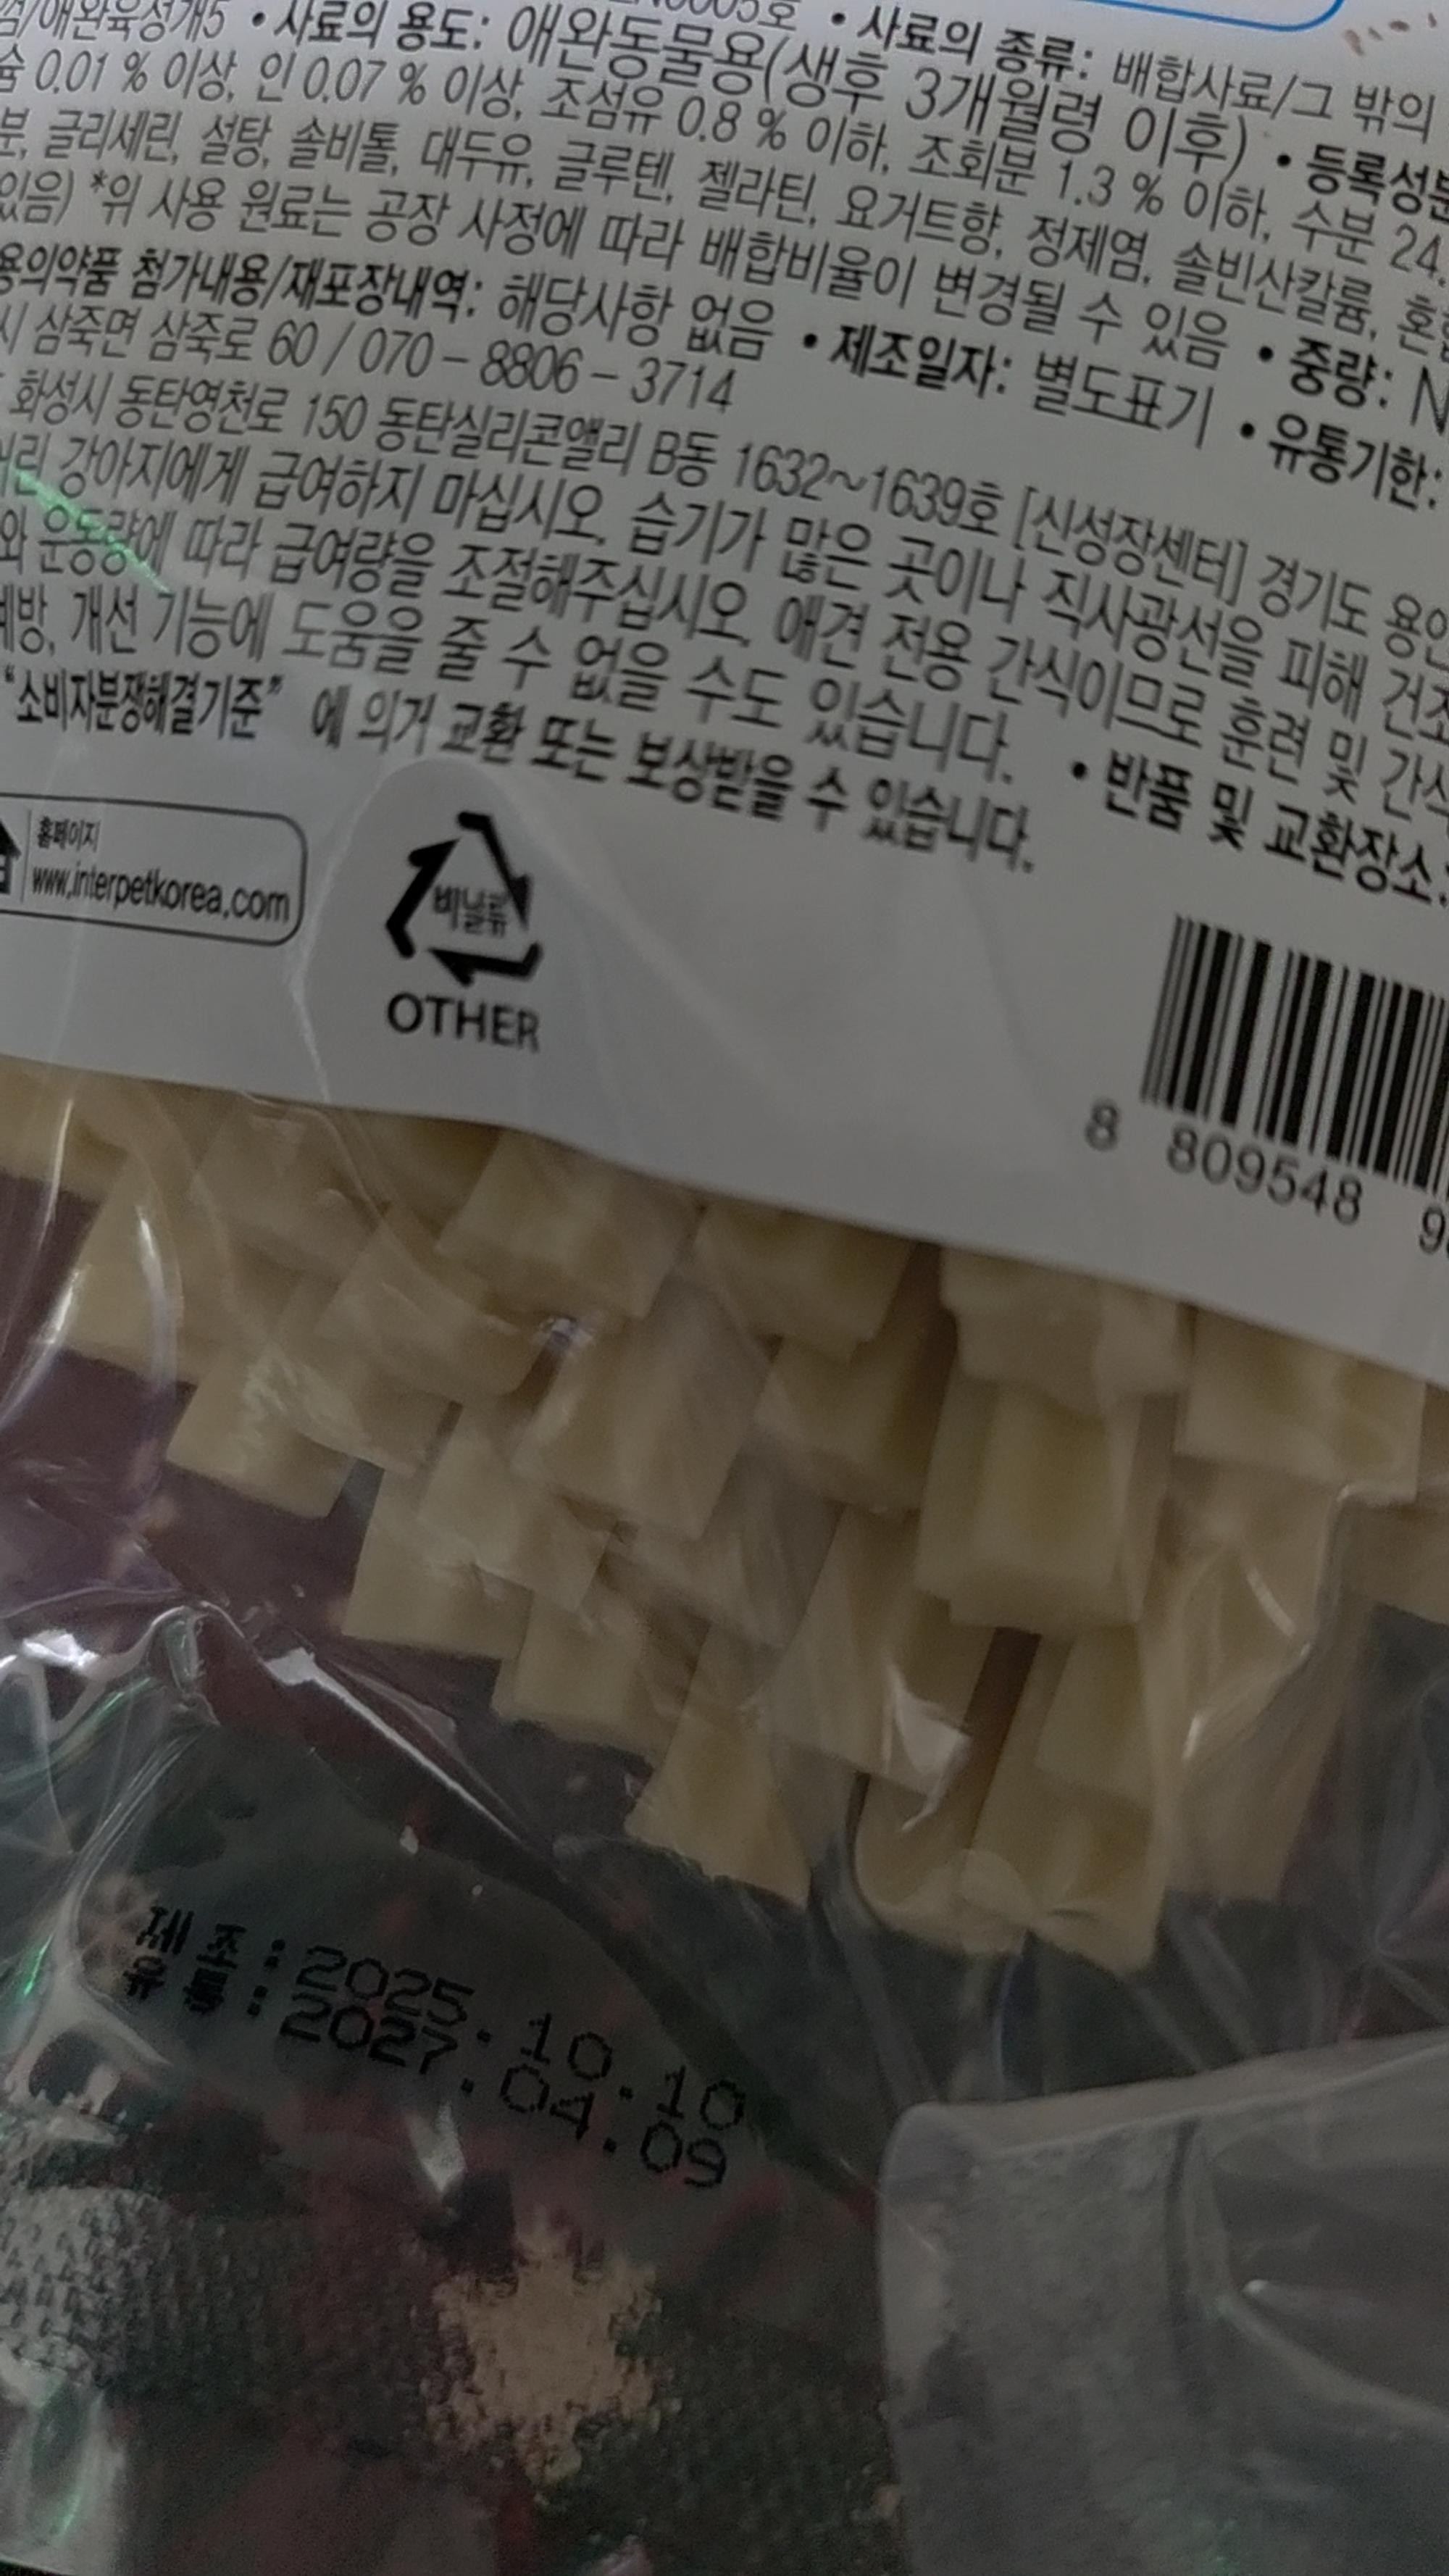 /애완육성개5 • 사료의 용도: 애완동물용(생후 3개월령 이후) • 등록성분
• 사료의 종류: 배합사료/그 밖의
0.01 % 이상, 인 0.07 % 이상, 조섬유 0.8 % 이하, 조회분 1.3 % 이하, 수분 24.
분, 글리세린, 설탕, 솔비톨, 대두유, 글루텐, 젤라틴, 요거트향, 정제염, 솔빈산칼륨, 혼합
있음) *위 사용 원료는 공장 사정에 따라 배합비율이 변경될 수 있음 • 중량: N
용의약품 첨가내용/재포장내역: 해당사항 없음 • 제조일자: 별도표기 • 유통기한:
시 삼죽면 삼죽로 60 / 070 – 8806 – 3714
화성시 동탄영천로 150 동탄실리콘앨리 B동 1632~1639호 [신성장센터] 경기도 용인
어린 강아지에게 급여하지 마십시오, 습기가 많은 곳이나 직사광선을 피해 건조
와 운동량에 따라 급여량을 조절해주십시오, 애견 전용 간식이므로 훈련 및 간식
예방, 개선 기능에 도움을 줄 수 없을 수도 있습니다. • 반품 및 교환장소:
“소비자분쟁해결기준” 에 의거 교환 또는 보상받을 수 있습니다.
홈페이지
www.interpetkorea.com
비닐류
OTHER
8 809548 9
제조:2025.10.10
유통:2027.04.09